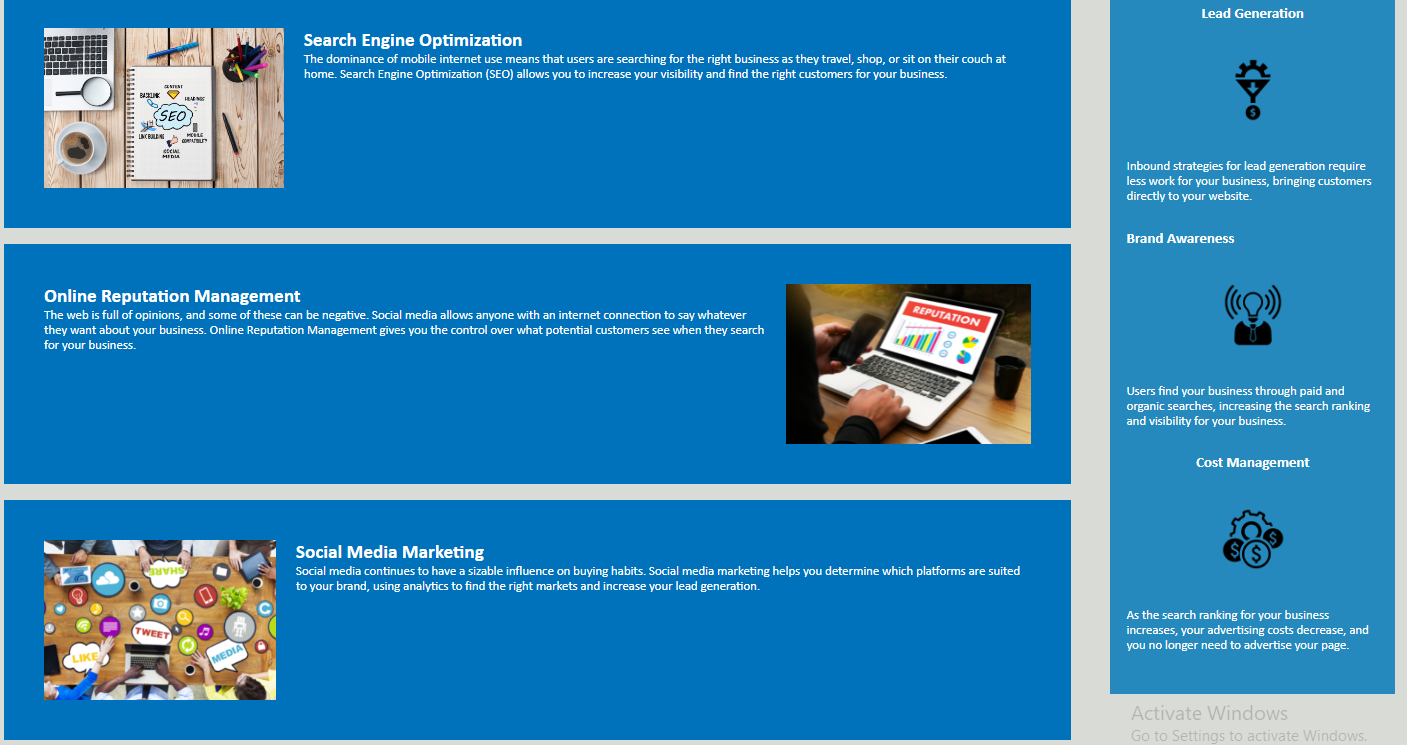 Search Engine Optimization
The dominance of mobile internet use means that users are searching for the right business as they travel, shop, or sit on their couch at
home. Search Engine Optimization (SEO) allows you to increase your visibility and find the right customers for your business.
CONTENT
BACKLINK
HEADINGS
SEO
LINK BUILDING
MOBILE
COMPATIBILITY
SOCIAL
MEDIA
Online Reputation Management
The web is full of opinions, and some of these can be negative. Social media allows anyone with an internet connection to say whatever
they want about your business. Online Reputation Management gives you the control over what potential customers see when they search
for your business.
REPUTATION
Social Media Marketing
Social media continues to have a sizable influence on buying habits. Social media marketing helps you determine which platforms are suited
to your brand, using analytics to find the right markets and increase your lead generation.
SHARE
TWEET
LIKE
MEDIA
Lead Generation
$
Inbound strategies for lead generation require
less work for your business, bringing customers
directly to your website.
Brand Awareness
Users find your business through paid and
organic searches, increasing the search ranking
and visibility for your business.
Cost Management
$ $ $
As the search ranking for your business
increases, your advertising costs decrease, and
you no longer need to advertise your page.
Activate Windows
Go to Settings to activate Windows.